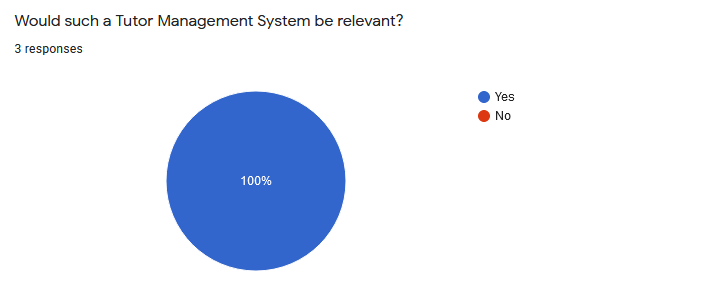 Would such a Tutor Management System be relevant?
3 responses
Yes
No
100%